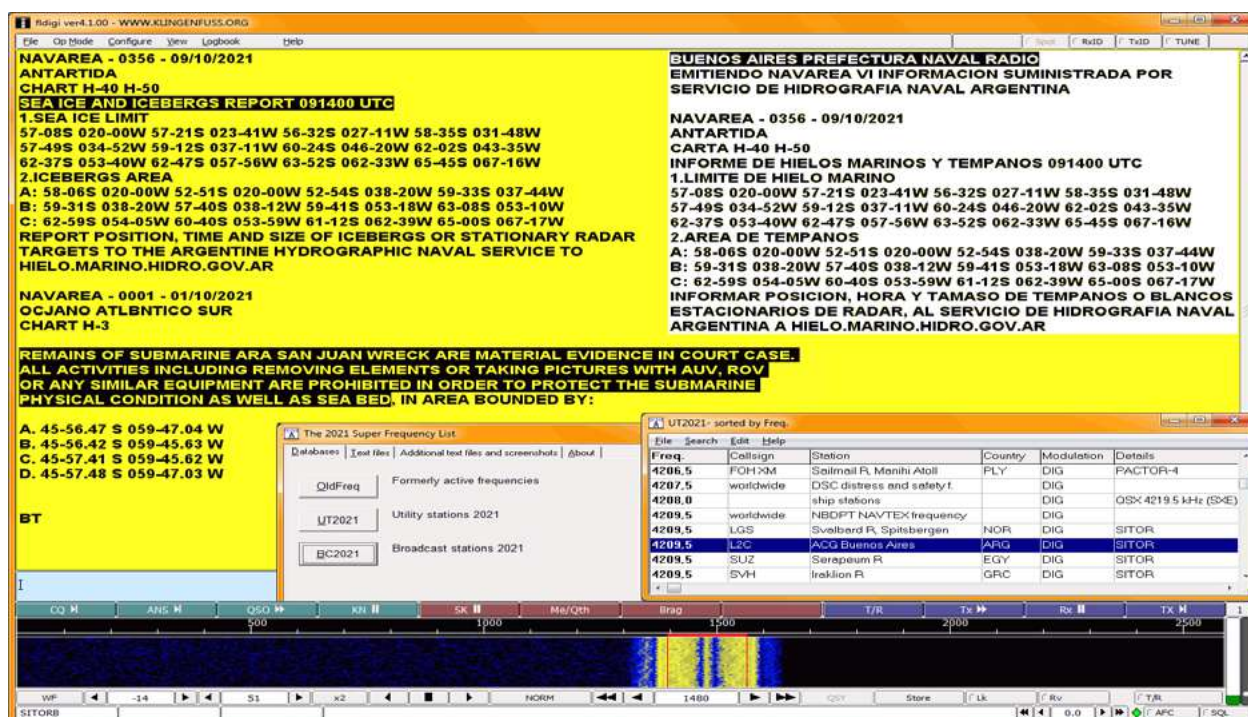 fldigi ver4.1.00 - WWW.KLINGENFUSS.ORG
File Op Mode Configure View Logbook Help
Spot RxID TxID TUNE
NAVAREA - 0356 - 09/10/2021
ANTARTIDA
CHART H-40 H-50
SEA ICE AND ICEBERGS REPORT 091400 UTC
1.SEA ICE LIMIT
57-08S 020-00W 57-21S 023-41W 56-32S 027-11W 58-35S 031-48W
57-49S 034-52W 59-12S 037-11W 60-24S 046-20W 62-02S 043-35W
62-37S 053-40W 62-47S 057-56W 63-52S 062-33W 65-45S 067-16W
2.ICEBERGS AREA
A: 58-06S 020-00W 52-51S 020-00W 52-54S 038-20W 59-33S 037-44W
B: 59-31S 038-20W 57-40S 038-12W 59-41S 053-18W 63-08S 053-10W
C: 62-59S 054-05W 60-40S 053-59W 61-12S 062-39W 65-00S 067-17W
REPORT POSITION, TIME AND SIZE OF ICEBERGS OR STATIONARY RADAR
TARGETS TO THE ARGENTINE HYDROGRAPHIC NAVAL SERVICE TO
HIELO.MARINO.HIDRO.GOV.AR
NAVAREA - 0001 - 01/10/2021
OCJANO ATLBNTICO SUR
CHART H-3
REMAINS OF SUBMARINE ARA SAN JUAN WRECK ARE MATERIAL EVIDENCE IN COURT CASE.
ALL ACTIVITIES INCLUDING REMOVING ELEMENTS OR TAKING PICTURES WITH AUV, ROV
OR ANY SIMILAR EQUIPMENT ARE PROHIBITED IN ORDER TO PROTECT THE SUBMARINE
PHYSICAL CONDITION AS WELL AS SEA BED, IN AREA BOUNDED BY:
A. 45-56.47 S 059-47.04 W
B. 45-56.42 S 059-45.63 W
C. 45-57.41 S 059-45.62 W
D. 45-57.48 S 059-47.03 W
BT
BUENOS AIRES PREFECTURA NAVAL RADIO
EMITIENDO NAVAREA VI INFORMACION SUMINISTRADA POR
SERVICIO DE HIDROGRAFIA NAVAL ARGENTINA
NAVAREA - 0356 - 09/10/2021
ANTARTIDA
CARTA H-40 H-50
INFORME DE HIELOS MARINOS Y TEMPANOS 091400 UTC
1.LIMITE DE HIELO MARINO
57-08S 020-00W 57-21S 023-41W 56-32S 027-11W 58-35S 031-48W
57-49S 034-52W 59-12S 037-11W 60-24S 046-20W 62-02S 043-35W
62-37S 053-40W 62-47S 057-56W 63-52S 062-33W 65-45S 067-16W
2.AREA DE TEMPANOS
A: 58-06S 020-00W 52-51S 020-00W 52-54S 038-20W 59-33S 037-44W
B: 59-31S 038-20W 57-40S 038-12W 59-41S 053-18W 63-08S 053-10W
C: 62-59S 054-05W 60-40S 053-59W 61-12S 062-39W 65-00S 067-17W
INFORMAR POSICION, HORA Y TAMASO DE TEMPANOS O BLANCOS
ESTACIONARIOS DE RADAR, AL SERVICIO DE HIDROGRAFIA NAVAL
ARGENTINA A HIELO.MARINO.HIDRO.GOV.AR
The 2021 Super Frequency List
Databases Text files Additional text files and screenshots About
OldFreq Formerly active frequencies
UT2021 Utility stations 2021
BC2021 Broadcast stations 2021
UT2021- sorted by Freq.
File Search Edit Help
Freq. Callsign Station Country Modulation Details
4206,5 FOHXM Sailmail R, Manihi Atoll PLY DIG PACTOR-4
4207,5 worldwide DSC distress and safety f. DIG
4208,0 ship stations DIG QSX 4219.5 kHz (SXE)
4209,5 worldwide NBDPT NAVTEX frequency DIG
4209,5 LGS Svalbard R, Spitsbergen NOR DIG SITOR
4209,5 L2C ACG Buenos Aires ARG DIG SITOR
4209,5 SUZ Serapeum R EGY DIG SITOR
4209,5 SVH Iraklion R GRC DIG SITOR
CQ ANS QSO KN SK Me/Qth Brag T/R Tx Rx TX 1
500 1000 1500 2000 2500
WF -14 51 x2 NORM 1480 QSY Store Lk Rv T/R
SITORB 0.0 AFC SQL